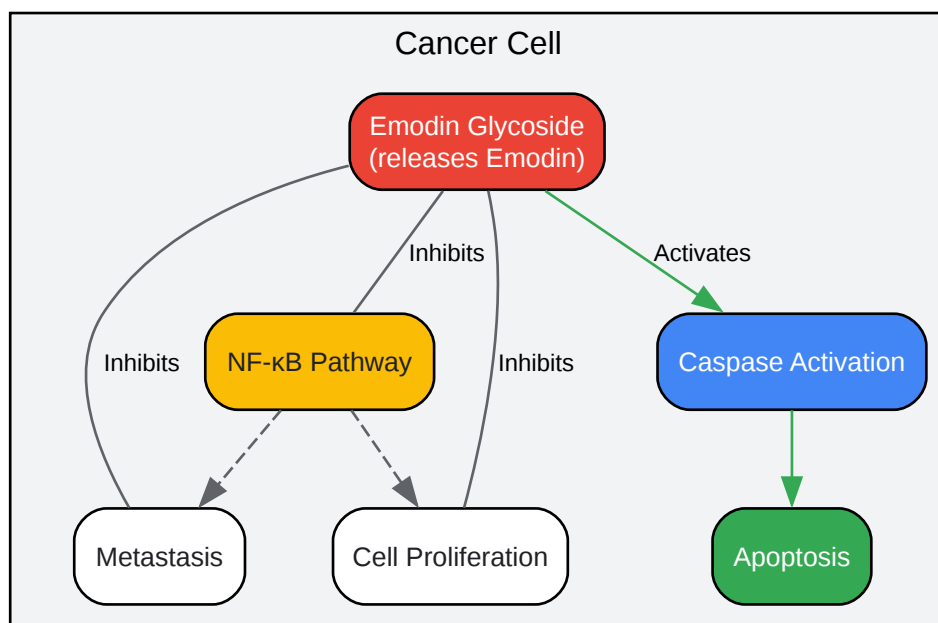 Cancer Cell
Emodin Glycoside
(releases Emodin)
Inhibits
Activates
NF-κB Pathway
Caspase Activation
Inhibits
Inhibits
Metastasis
Cell Proliferation
Apoptosis